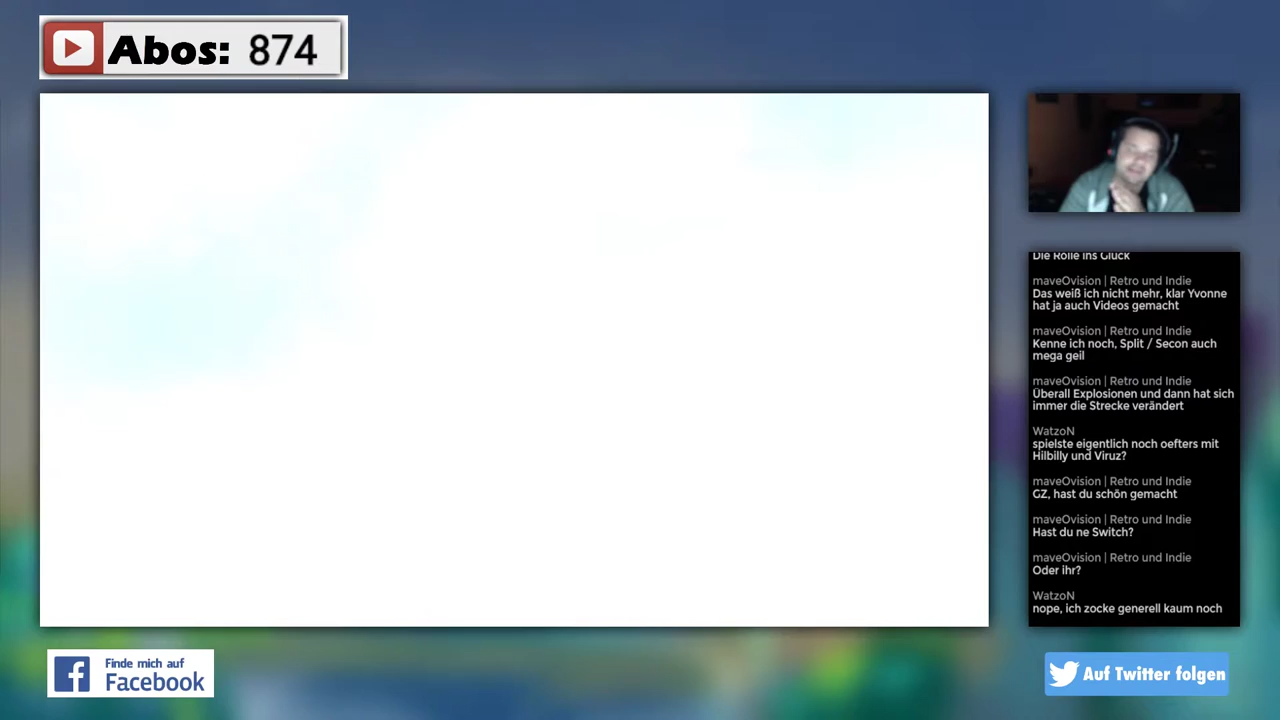 Abos: 874
Die Rolle ins Glück
maveOvision | Retro und Indie
Das weiß ich nicht mehr, klar Yvonne
hat ja auch Videos gemacht
maveOvision | Retro und Indie
Kenne ich noch, Split / Secon auch
mega geil
maveOvision | Retro und Indie
Überall Explosionen und dann hat sich
immer die Strecke verändert
WatzoN
spielste eigentlich noch oefters mit
Hilbilly und Viruz?
maveOvision | Retro und Indie
GZ, hast du schön gemacht
maveOvision | Retro und Indie
Hast du ne Switch?
maveOvision | Retro und Indie
Oder ihr?
WatzoN
nope, ich zocke generell kaum noch
Finde mich auf
Facebook
Auf Twitter folgen